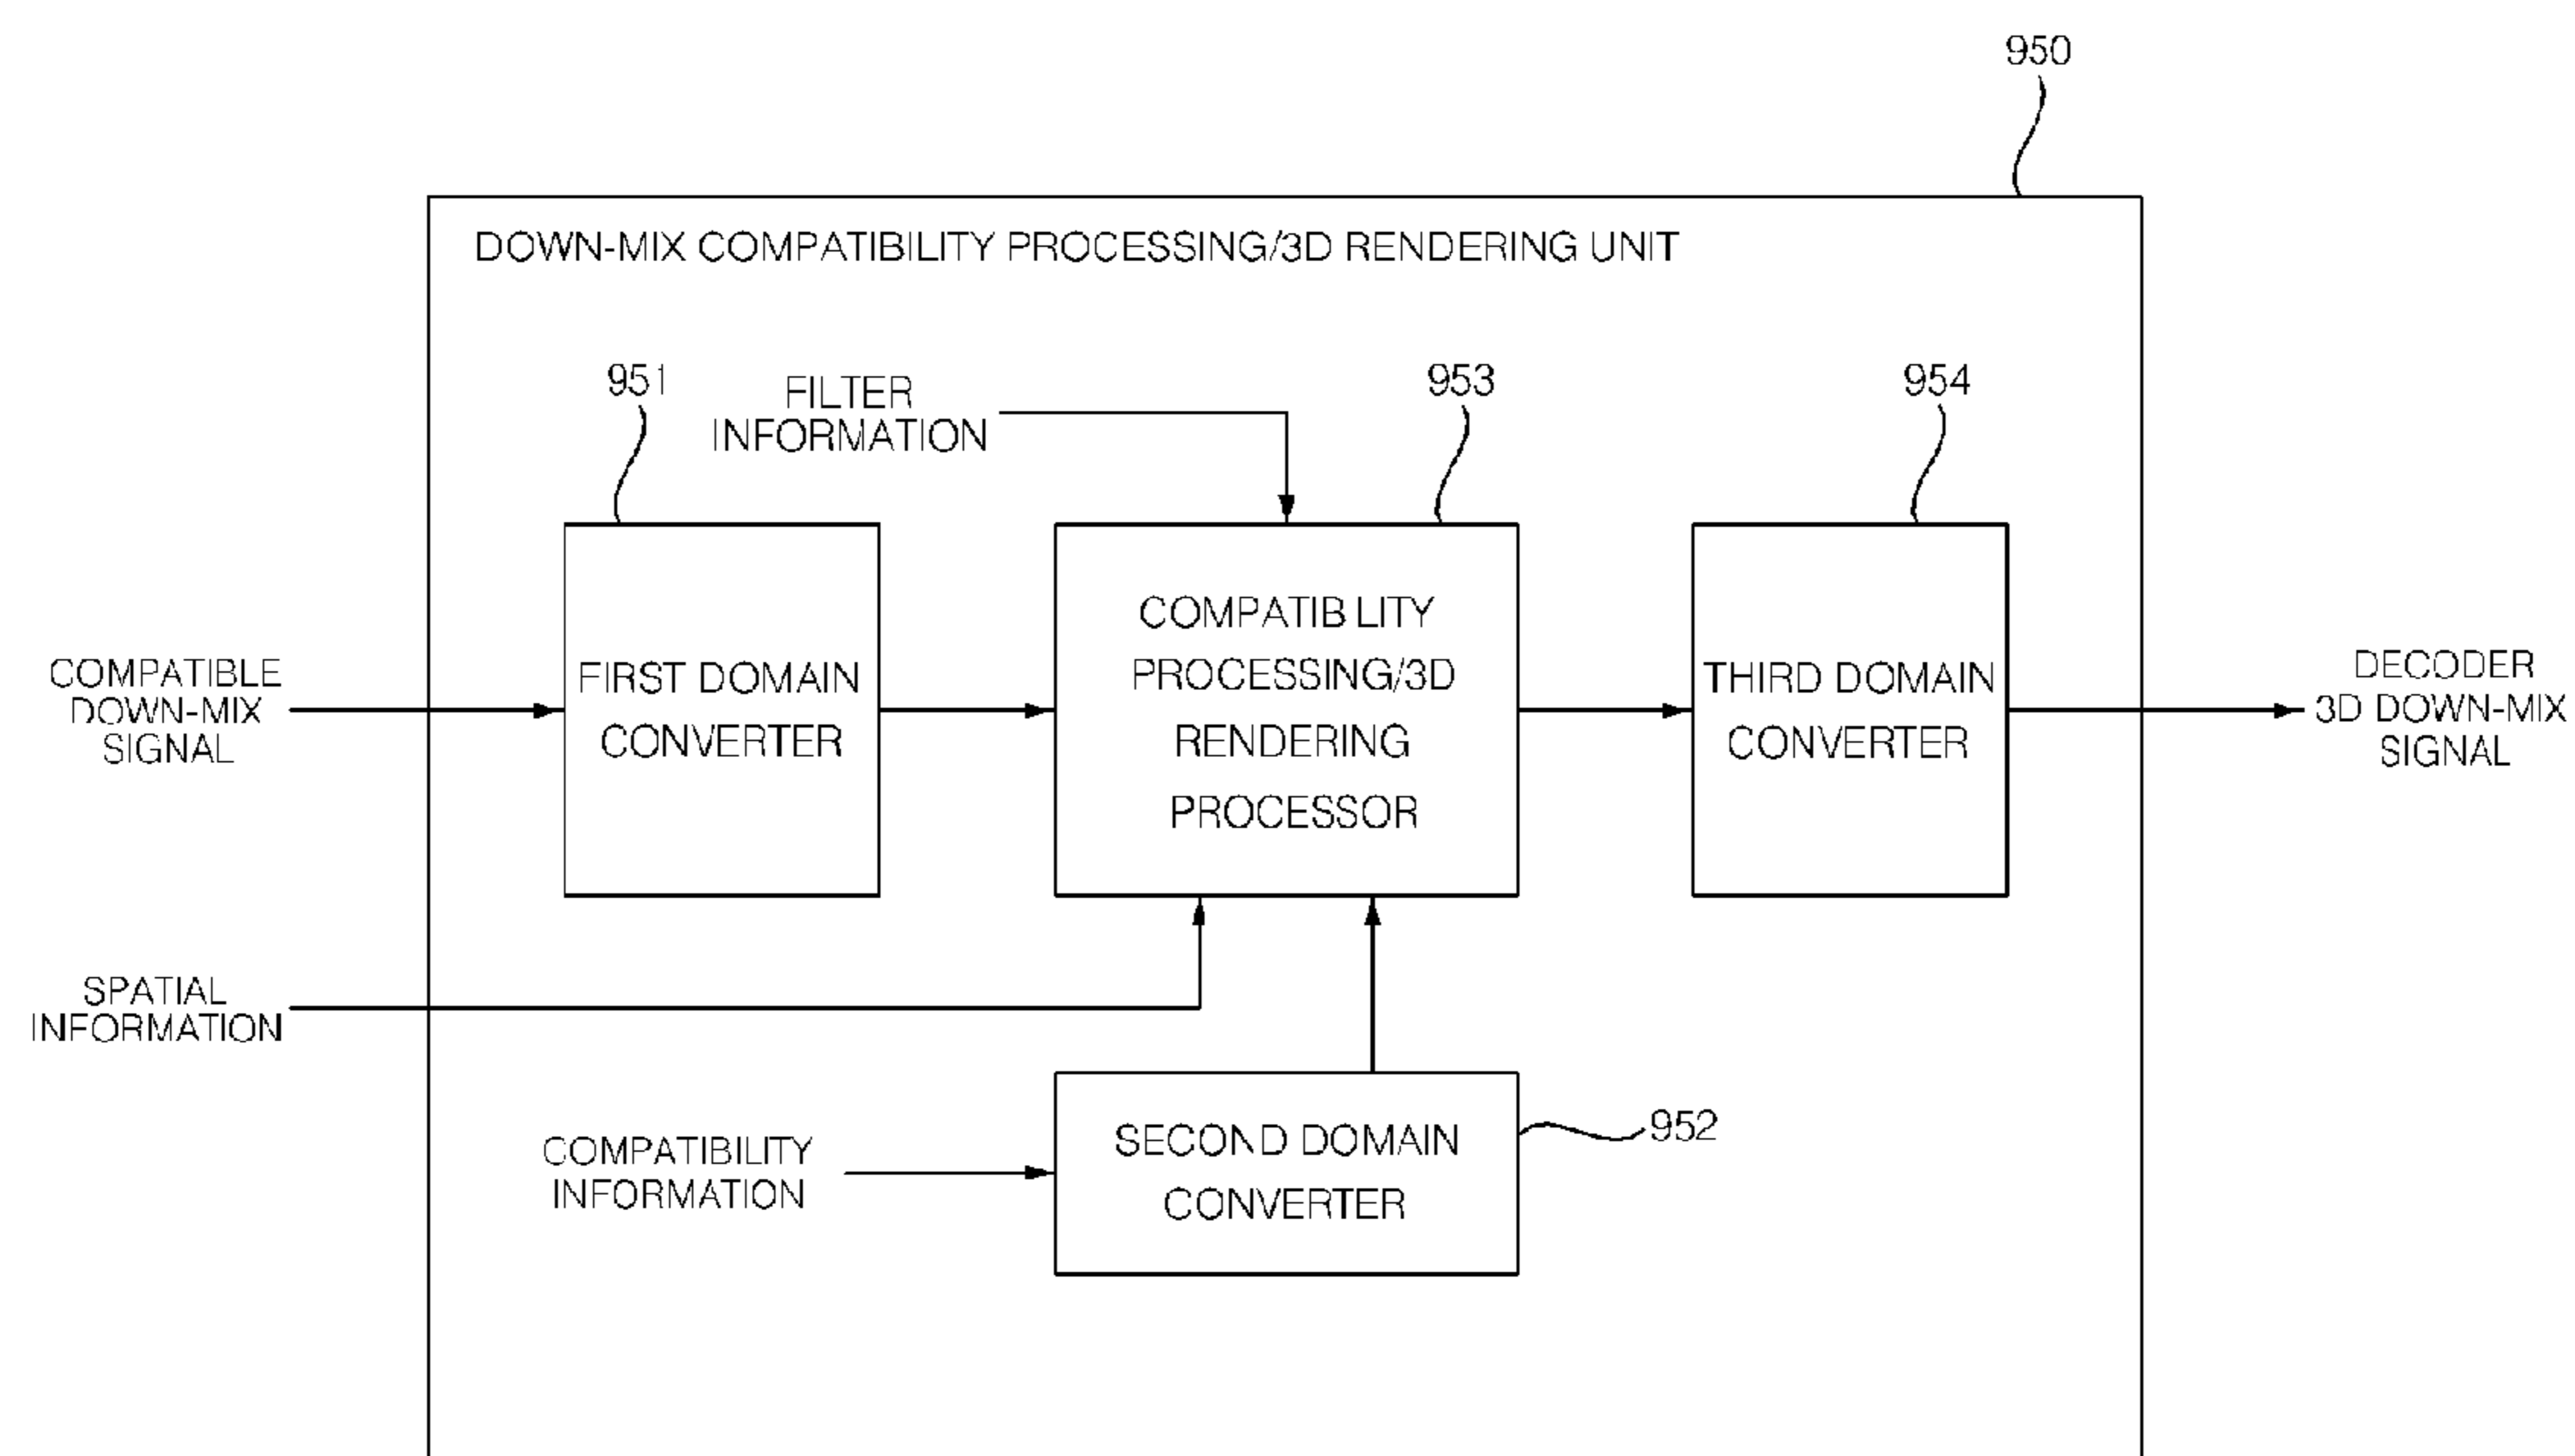 950
DOWN-MIX COMPATIBILITY PROCESSING/3D RENDERING UNIT
951
FILTER
INFORMATION
953
954
COMPATIBLE
DOWN-MIX
SIGNAL
FIRST DOMAIN
CONVERTER
COMPATIB LITY
PROCESSING/3D
RENDERING
PROCESSOR
THIRD DOMAIN
CONVERTER
DECODER
3D DOWN-MIX
SIGNAL
SPATIAL
INFORMATION
COMPATIBILITY
INFORMATION
SECOND DOMAIN
CONVERTER
952